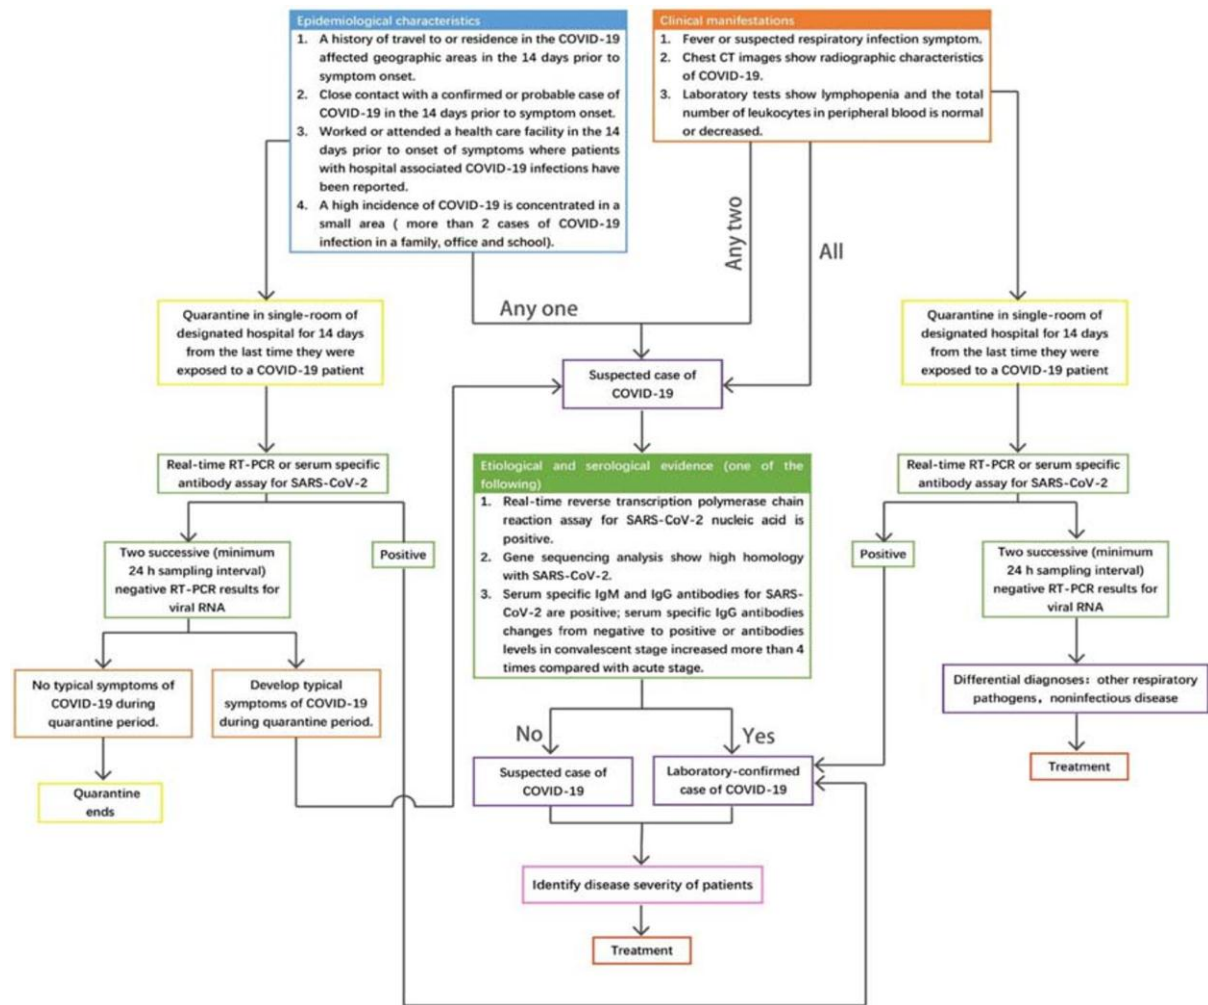 Epidemiological characteristics
1. A history of travel to or residence in the COVID-19
affected geographic areas in the 14 days prior to
symptom onset.
2. Close contact with a confirmed or probable case of
COVID-19 in the 14 days prior to symptom onset.
3. Worked or attended a health care facility in the 14
days prior to onset of symptoms where patients
with hospital associated COVID-19 infections have
been reported.
4. A high incidence of COVID-19 is concentrated in a
small area ( more than 2 cases of COVID-19
infection in a family, office and school).
Clinical manifestations
1. Fever or suspected respiratory infection symptom.
2. Chest CT images show radiographic characteristics
of COVID-19.
3. Laboratory tests show lymphopenia and the total
number of leukocytes in peripheral blood is normal
or decreased.
Any one
Any two
All
Quarantine in single-room of
designated hospital for 14 days
from the last time they were
exposed to a COVID-19 patient
Suspected case of
COVID-19
Quarantine in single-room of
designated hospital for 14 days
from the last time they were
exposed to a COVID-19 patient
Real-time RT-PCR or serum specific
antibody assay for SARS-CoV-2
Etiological and serological evidence (one of the
following)
1. Real-time reverse transcription polymerase chain
reaction assay for SARS-CoV-2 nucleic acid is
positive.
2. Gene sequencing analysis show high homology
with SARS-CoV-2.
3. Serum specific IgM and IgG antibodies for SARS-
CoV-2 are positive; serum specific IgG antibodies
changes from negative to positive or antibodies
levels in convalescent stage increased more than 4
times compared with acute stage.
Real-time RT-PCR or serum specific
antibody assay for SARS-CoV-2
Two successive (minimum
24 h sampling interval)
negative RT-PCR results for
viral RNA
Positive
Positive
Two successive (minimum
24 h sampling interval)
negative RT-PCR results for
viral RNA
No typical symptoms of
COVID-19 during
quarantine period.
Develop typical
symptoms of COVID-19
during quarantine period.
Differential diagnoses: other respiratory
pathogens, noninfectious disease
No
Yes
Quarantine
ends
Suspected case of
COVID-19
Laboratory-confirmed
case of COVID-19
Treatment
Identify disease severity of patients
Treatment